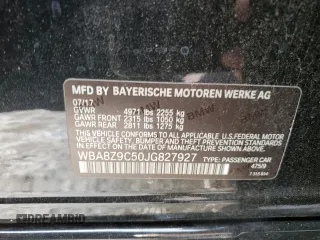 MFD. BY BAYERISCHE MOTOREN WERKE AG
07/17
GVWR 4971 lbs 2255 kg
GAWR FRONT 2315 lbs 1050 kg
GAWR REAR 2811 lbs 1275 kg
THIS VEHICLE CONFORMS TO ALL APPLICABLE U.S. FEDERAL MOTOR
VEHICLE SAFETY, BUMPER, AND THEFT PREVENTION STANDARDS
IN EFFECT ON THE DATE OF MANUFACTURE SHOWN ABOVE.
WBA8Z9C50JG827927
TYPE: PASSENGER CAR